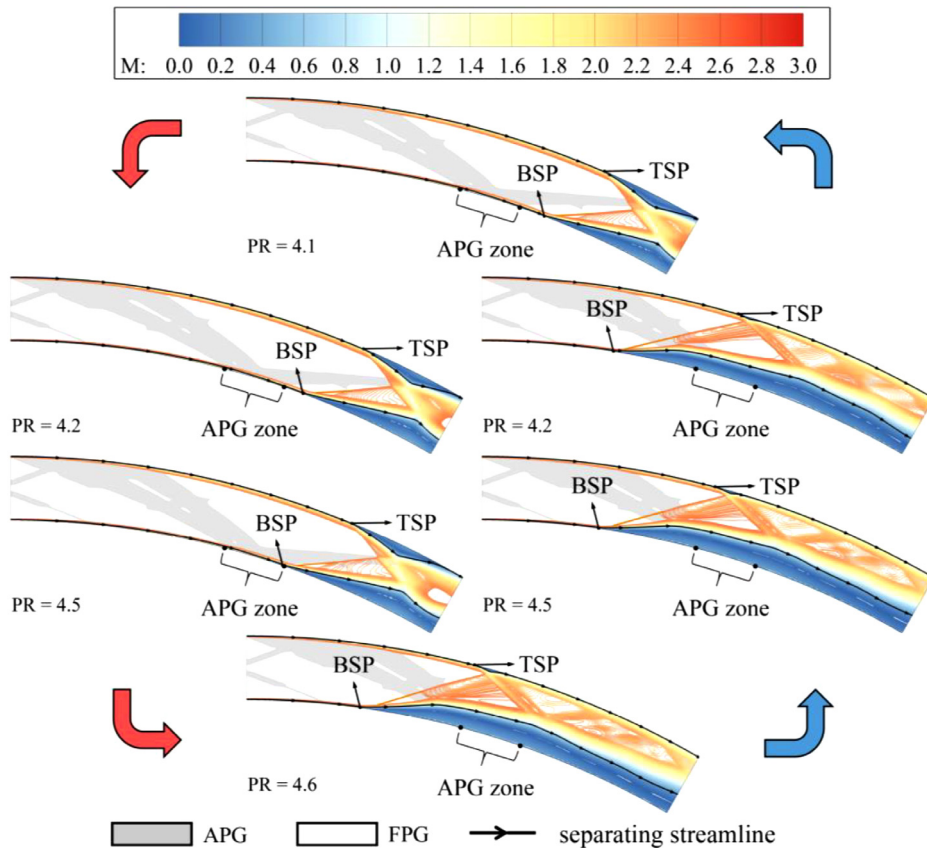 M: 0.0 0.2 0.4 0.6 0.8 1.0 1.2 1.4 1.6 1.8 2.0 2.2 2.4 2.6 2.8 3.0
BSP
TSP
APG zone
PR = 4.1
BSP
TSP
APG zone
PR = 4.2
BSP
TSP
APG zone
PR = 4.2
BSP
TSP
APG zone
PR = 4.5
BSP
TSP
APG zone
PR = 4.5
BSP
TSP
APG zone
PR = 4.6
APG FPG separating streamline